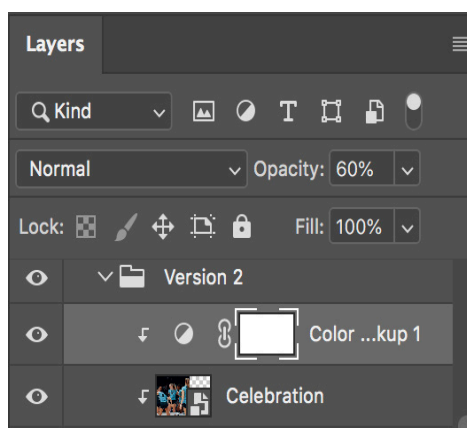 Layers
Kind T
Normal Opacity: 60%
Lock: Fill: 100%
Version 2
Color ...kup 1
Celebration